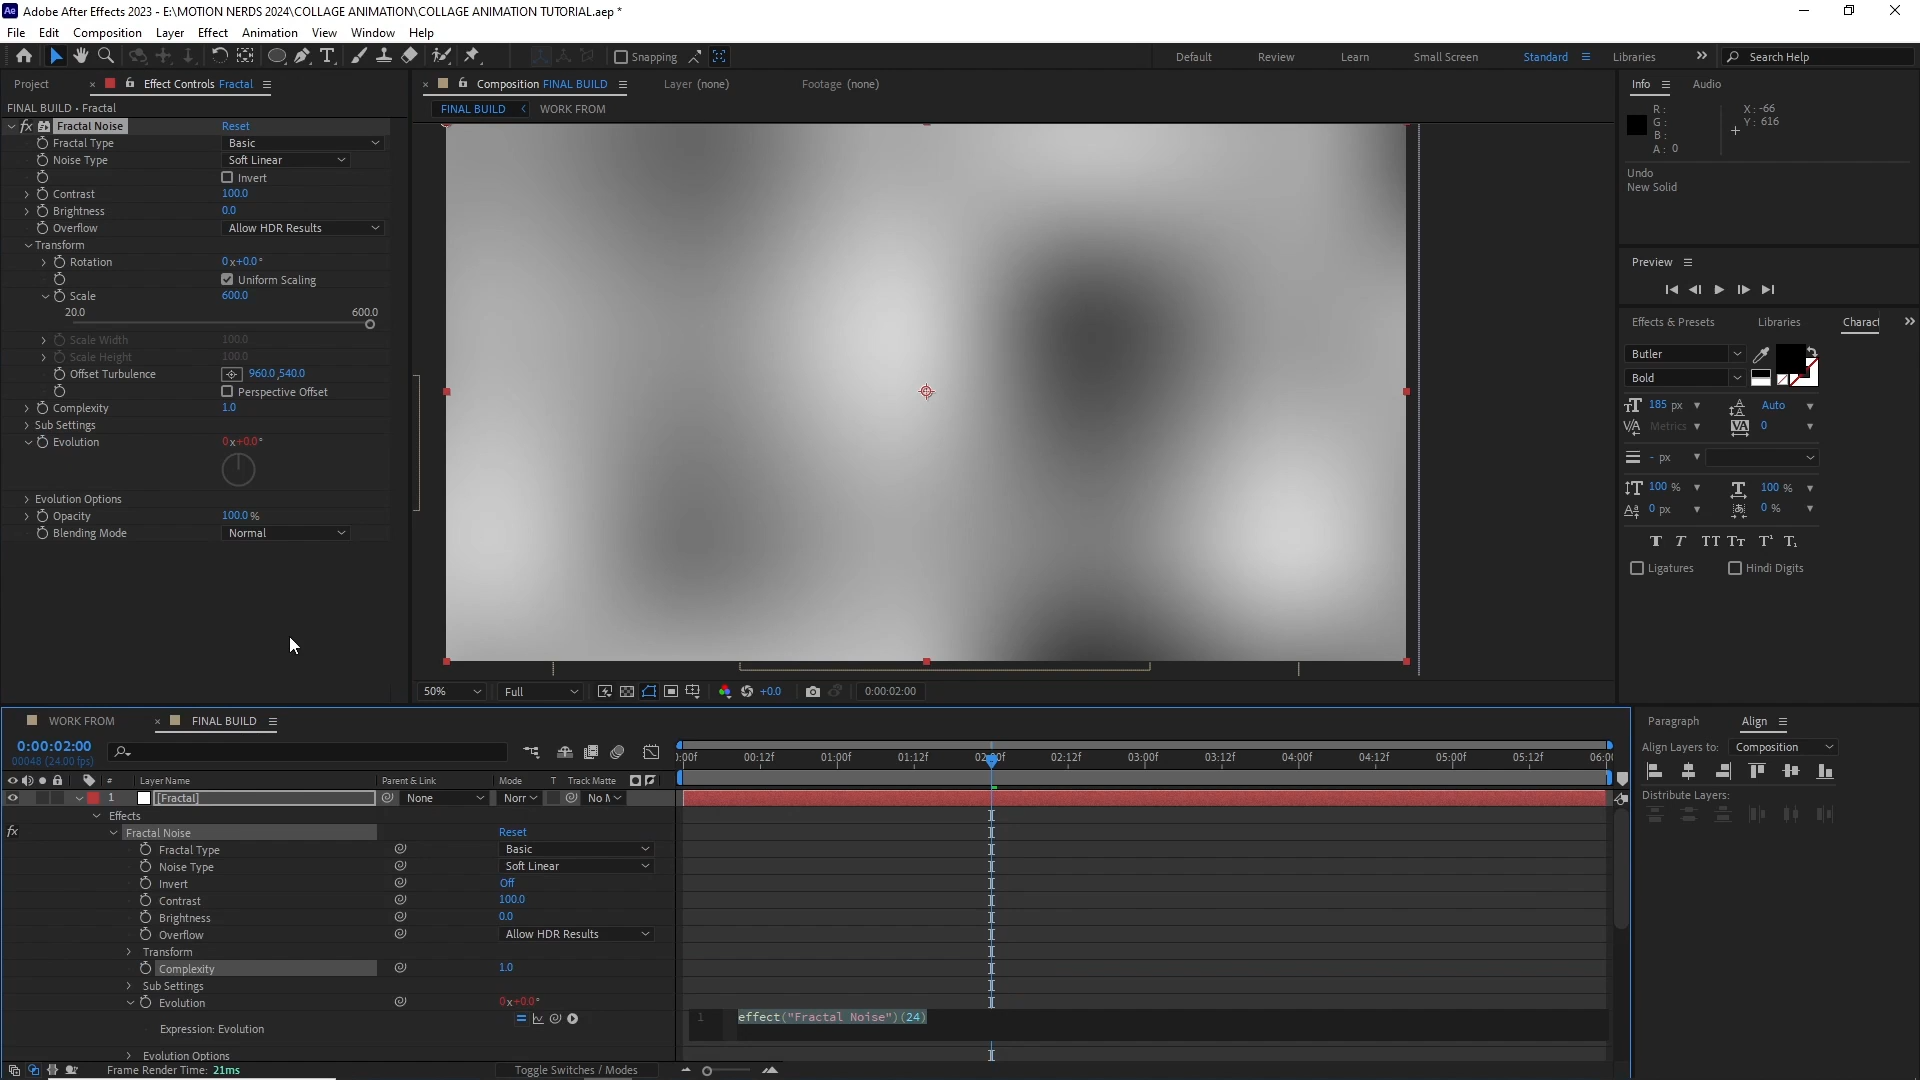 Adobe After Effects 2023 - E:\MOTION NERDS 2024\COLLAGE ANIMATION\COLLAGE ANIMATION TUTORIAL.aep *
File Edit Composition Layer Effect Animation View Window Help
Snapping Default Review Learn Small Screen Standard Libraries Search Help
Project Effect Controls Fractal
FINAL BUILD • Fractal
fx Fractal Noise Reset
Fractal Type Basic
Noise Type Soft Linear
Invert
Contrast 100.0
Brightness 0.0
Overflow Allow HDR Results
Transform
Rotation 0x+0.0°
Uniform Scaling
Scale 600.0
20.0 600.0
Scale Width 100.0
Scale Height 100.0
Offset Turbulence 960.0,540.0
Perspective Offset
Complexity 1.0
Sub Settings
Evolution 0x+0.0°
Evolution Options
Opacity 100.0 %
Blending Mode Normal
Composition FINAL BUILD Layer (none) Footage (none)
FINAL BUILD WORK FROM
50% Full +0.0 0:00:02:00
Info Audio
R: X: -66
G: Y: 616
B:
A: 0
Undo
New Solid
Preview
Effects & Presets Libraries Charact
Butler
Bold
185 px Auto
Metrics 0
- px
100 % 100 %
0 px 0 %
Ligatures Hindi Digits
WORK FROM FINAL BUILD
0:00:02:00
00048 (24.00 fps)
:00f 00:12f 01:00f 01:12f 02:00f 02:12f 03:00f 03:12f 04:00f 04:12f 05:00f 05:12f 06:00
# Layer Name Parent & Link Mode T Track Matte
1 [Fractal] None Norr No M
Effects
fx Fractal Noise Reset
Fractal Type Basic
Noise Type Soft Linear
Invert Off
Contrast 100.0
Brightness 0.0
Overflow Allow HDR Results
Transform
Complexity 1.0
Sub Settings
Evolution 0x+0.0°
Expression: Evolution
1 effect("Fractal Noise")(24)
Evolution Options
Frame Render Time: 21ms Toggle Switches / Modes
Paragraph Align
Align Layers to: Composition
Distribute Layers: